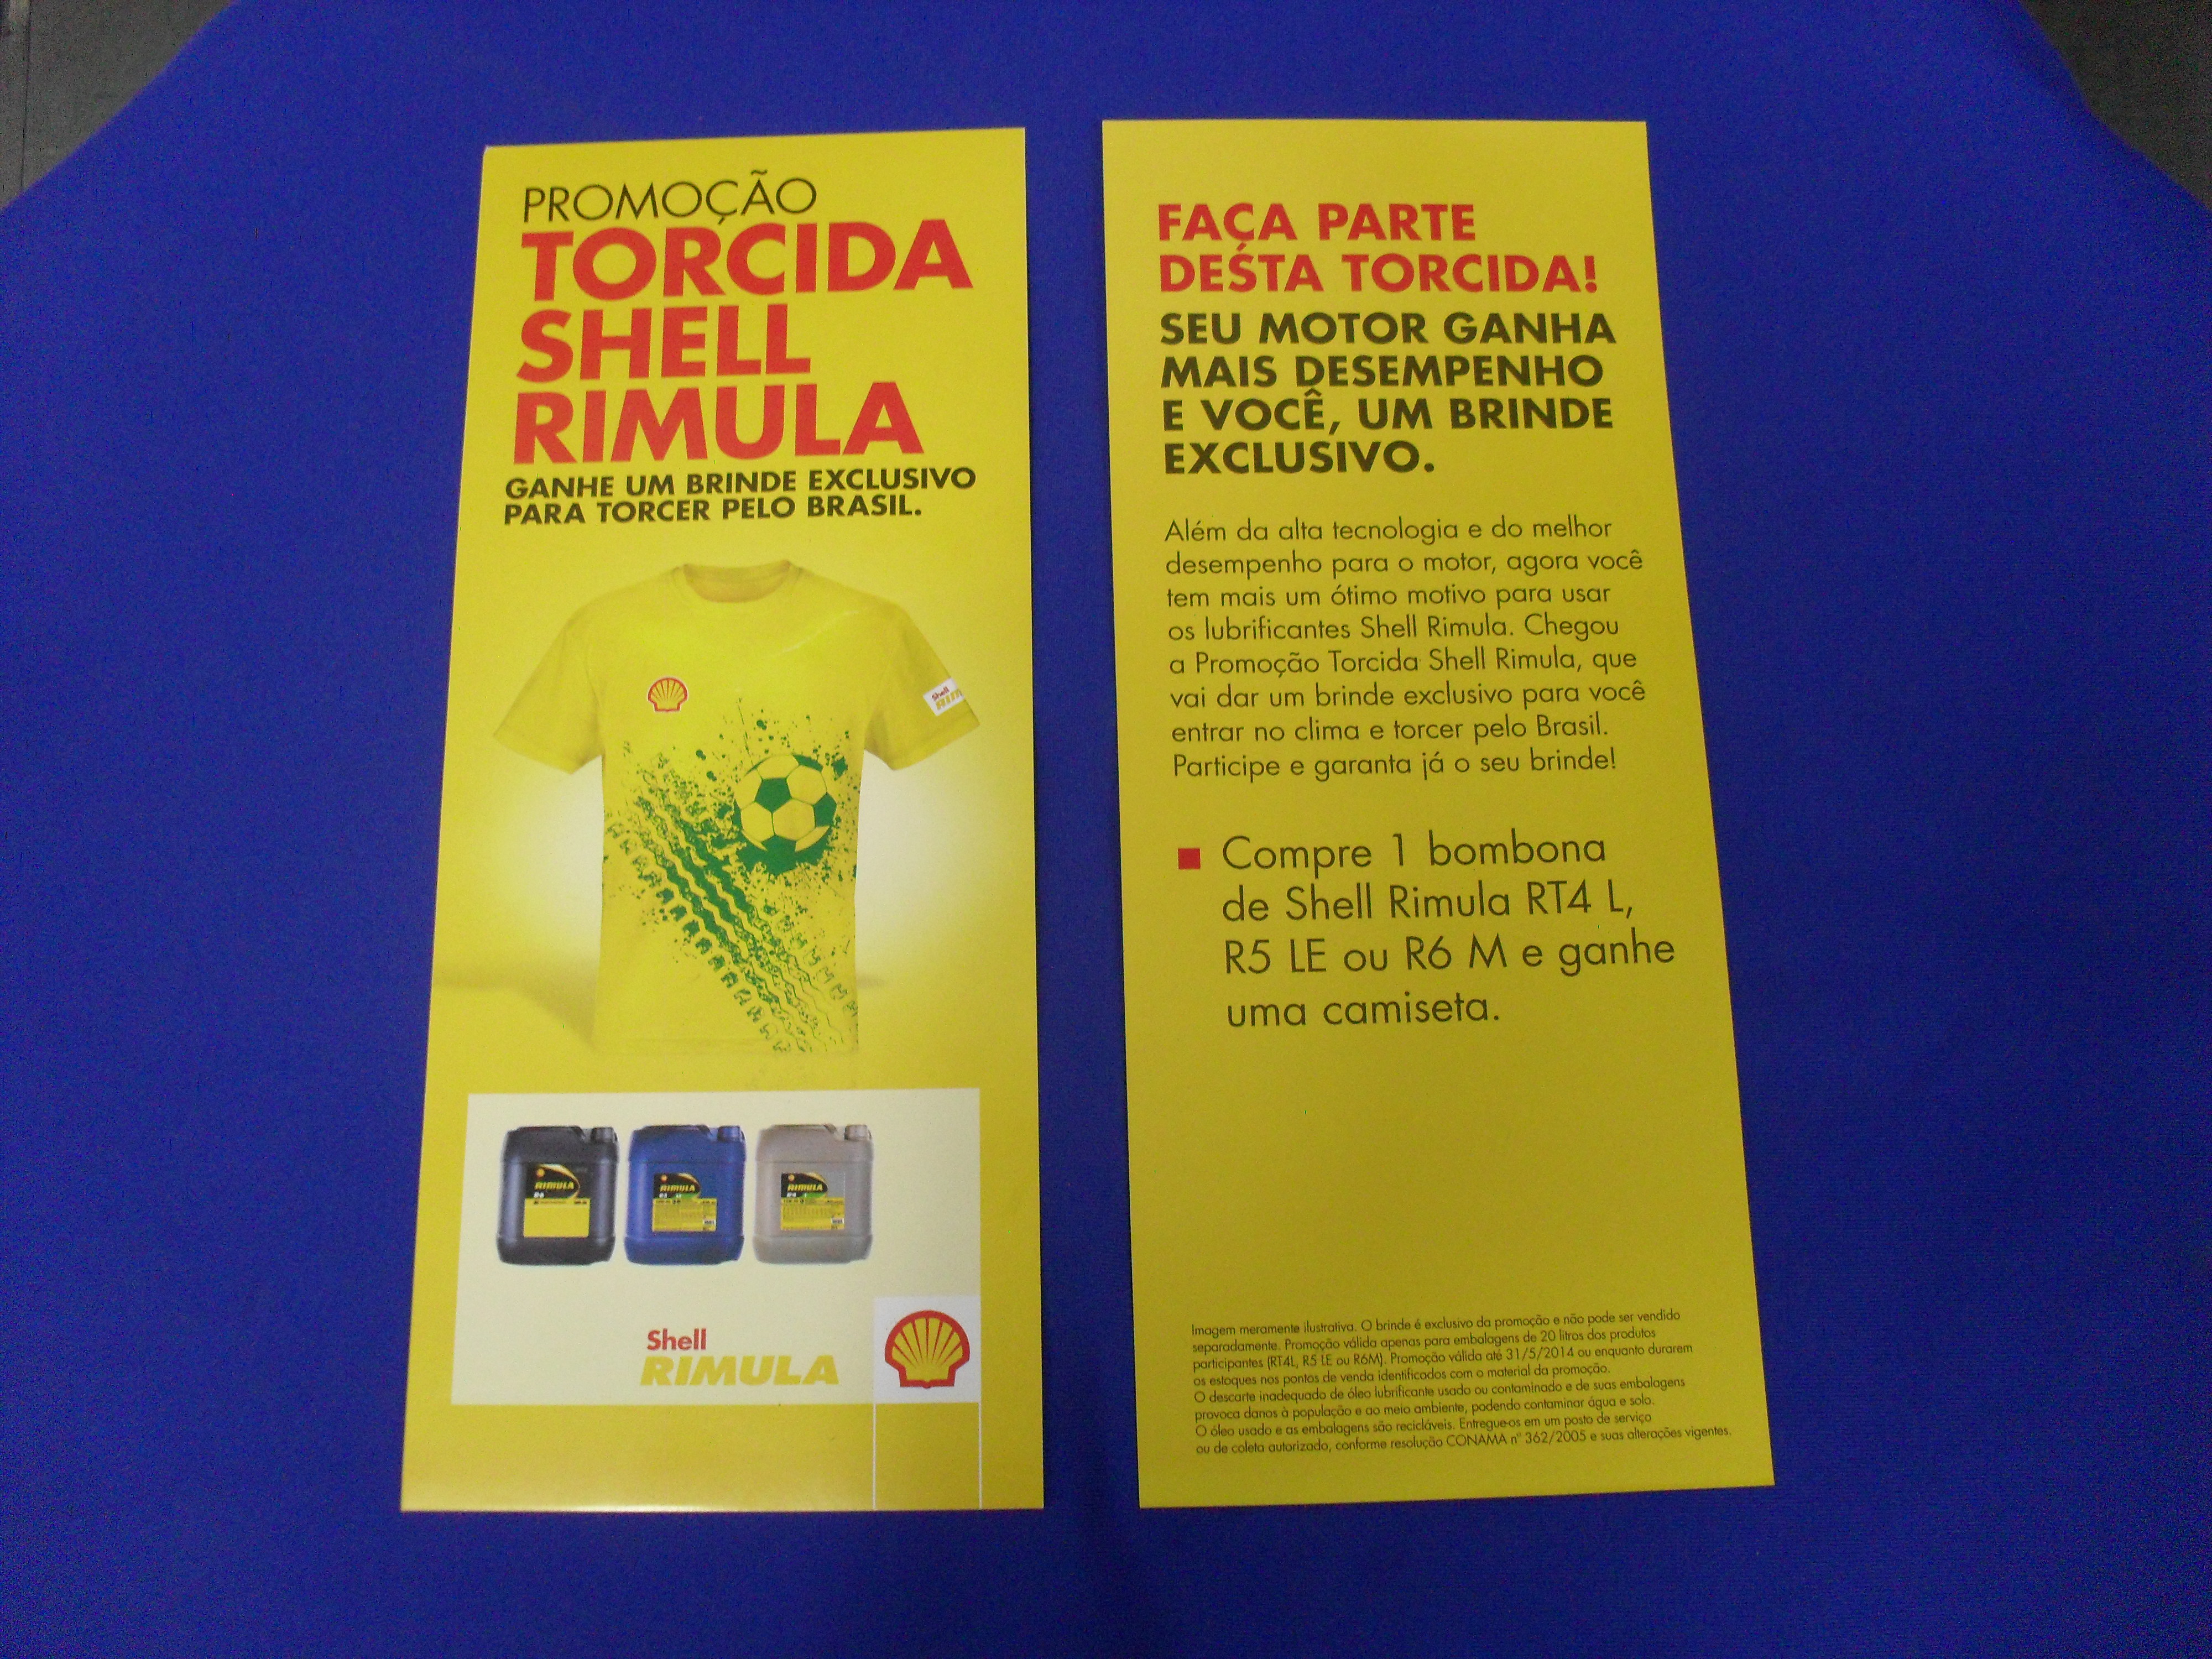 PROMOÇÃO
TORCIDA
SHELL
RIMULA
GANHE UM BRINDE EXCLUSIVO
PARA TORCER PELO BRASIL.
Shell
RIMULA
R6
RIMULA
RIMULA
Shell
RIMULA
FAÇA PARTE
DESTA TORCIDA!
SEU MOTOR GANHA
MAIS DESEMPENHO
E VOCÊ, UM BRINDE
EXCLUSIVO.
Além da alta tecnologia e do melhor
desempenho para o motor, agora você
tem mais um ótimo motivo para usar
os lubrificantes Shell Rimula. Chegou
a Promoção Torcida Shell Rimula, que
vai dar um brinde exclusivo para você
entrar no clima e torcer pelo Brasil.
Participe e garanta já o seu brinde!
Compre 1 bombona
de Shell Rimula RT4 L,
R5 LE ou R6 M e ganhe
uma camiseta.
Imagem meramente ilustrativa. O brinde é exclusivo da promoção e não pode ser vendido
separadamente. Promoção válida apenas para embalagens de 20 litros dos produtos
participantes (RT4L, R5 LE ou R6M). Promoção válida até 31/5/2014 ou enquanto durarem
os estoques nos pontos de venda identificados com o material da promoção.
O descarte inadequado de óleo lubrificante usado ou contaminado e de suas embalagens
provoca danos à população e ao meio ambiente, podendo contaminar água e solo.
O óleo usado e as embalagens são recicláveis. Entregue-os em um posto de serviço
ou de coleta autorizado, conforme resolução CONAMA nº 362/2005 e suas alterações vigentes.